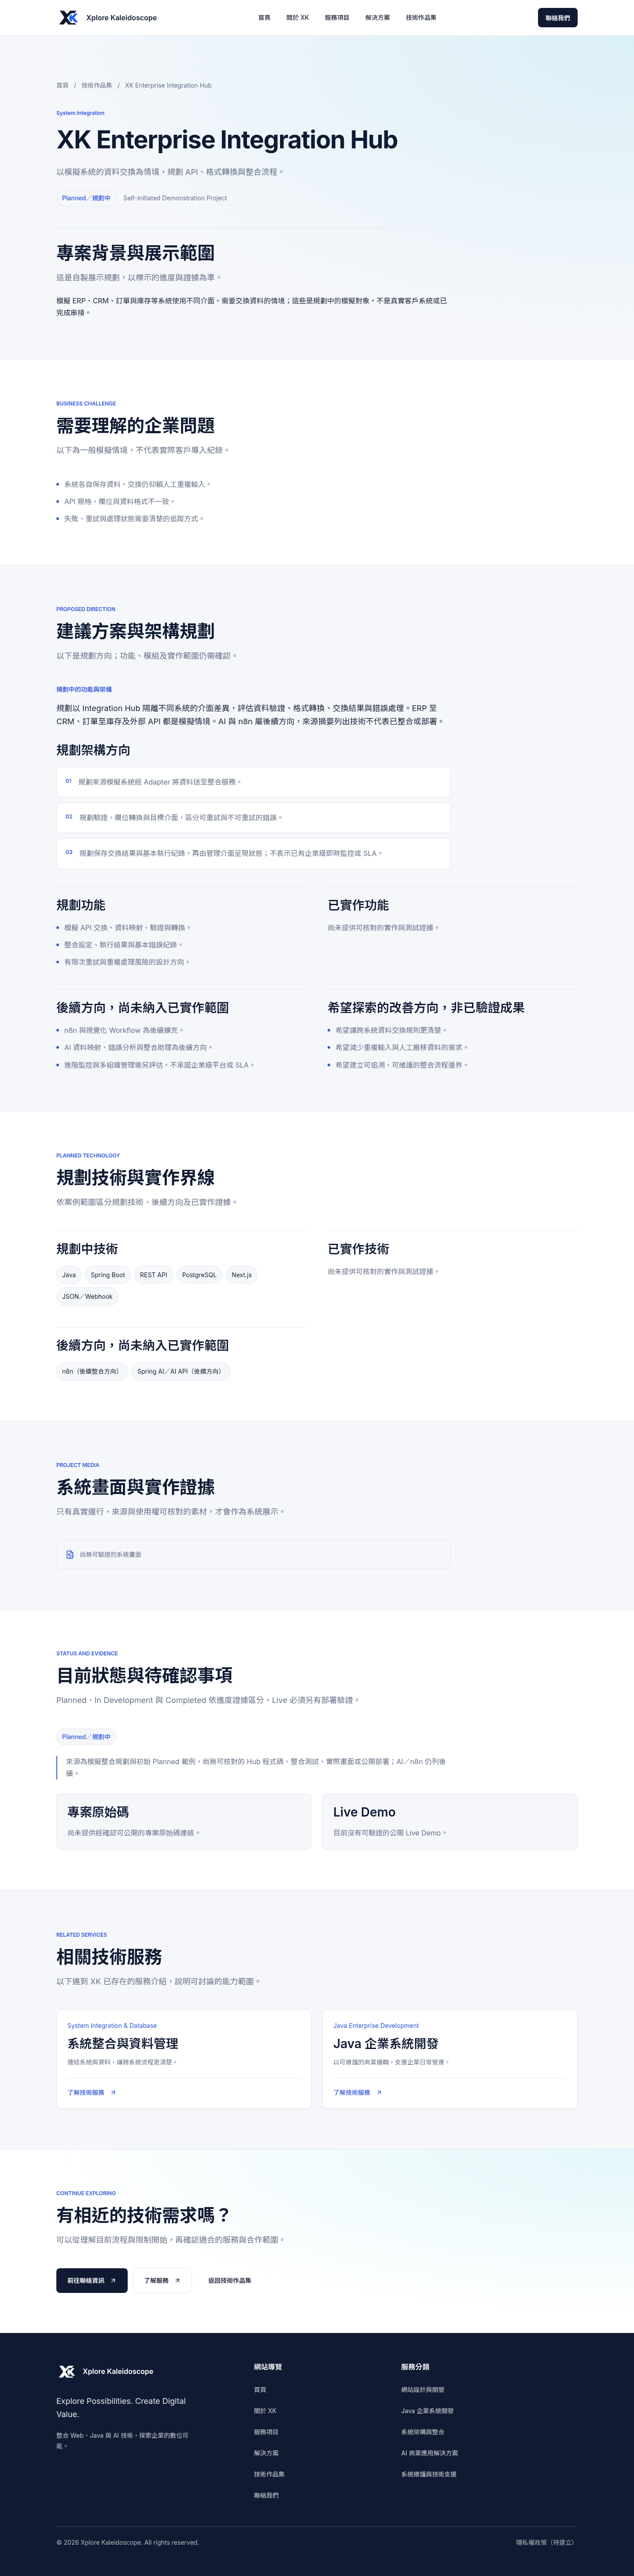 Xplore Kaleidoscope
首頁
關於 XK
服務項目
解決方案
技術作品集
聯絡我們
首頁 / 技術作品集 / XK Enterprise Integration Hub
System Integration
XK Enterprise Integration Hub
以模擬系統的資料交換為情境，規劃 API、格式轉換與整合流程。
Planned／規劃中
Self-Initiated Demonstration Project
專案背景與展示範圍
這是自製展示規劃，以標示的進度與證據為準。
模擬 ERP、CRM、訂單與庫存等系統使用不同介面、需要交換資料的情境；這些是規劃中的模擬對象，不是真實客戶系統或已
完成串接。
BUSINESS CHALLENGE
需要理解的企業問題
以下為一般模擬情境，不代表實際客戶導入紀錄。
系統各自保存資料，交換仍仰賴人工重複輸入。
API 規格、欄位與資料格式不一致。
失敗、重試與處理狀態需要清楚的追蹤方式。
PROPOSED DIRECTION
建議方案與架構規劃
以下是規劃方向；功能、模組及實作範圍仍需確認。
規劃中的功能與架構
規劃以 Integration Hub 隔離不同系統的介面差異，評估資料驗證、格式轉換、交換結果與錯誤處理。ERP 至
CRM、訂單至庫存及外部 API 都是模擬情境。AI 與 n8n 屬後續方向，來源摘要列出技術不代表已整合或部署。
規劃架構方向
01 規劃來源模擬系統經 Adapter 將資料送至整合服務。
02 規劃驗證、欄位轉換與目標介面，區分可重試與不可重試的錯誤。
03 規劃保存交換結果與基本執行紀錄，再由管理介面呈現狀態；不表示已有企業級即時監控或 SLA。
規劃功能
模擬 API 交換、資料映射、驗證與轉換。
整合設定、執行結果與基本錯誤紀錄。
有限次重試與重複處理風險的設計方向。
已實作功能
尚未提供可核對的實作與測試證據。
後續方向，尚未納入已實作範圍
n8n 與視覺化 Workflow 為後續擴充。
AI 資料映射、錯誤分析與整合助理為後續方向。
進階監控與多組織管理需另評估，不承諾企業級平台或 SLA。
希望探索的改善方向，非已驗證成果
希望讓跨系統資料交換規則更清楚。
希望減少重複輸入與人工搬移資料的需求。
希望建立可追溯、可維護的整合流程邊界。
PLANNED TECHNOLOGY
規劃技術與實作界線
依案例範圍區分規劃技術、後續方向及已實作證據。
規劃中技術
Java
Spring Boot
REST API
PostgreSQL
Next.js
JSON／Webhook
已實作技術
尚未提供可核對的實作與測試證據。
後續方向，尚未納入已實作範圍
n8n（後續整合方向）
Spring AI／AI API（後續方向）
PROJECT MEDIA
系統畫面與實作證據
只有真實運行、來源與使用權可核對的素材，才會作為系統展示。
尚無可驗證的系統畫面
STATUS AND EVIDENCE
目前狀態與待確認事項
Planned、In Development 與 Completed 依進度證據區分，Live 必須另有部署驗證。
Planned／規劃中
來源為模擬整合規劃與初始 Planned 範例，尚無可核對的 Hub 程式碼、整合測試、實際畫面或公開部署；AI／n8n 仍列後
續。
專案原始碼
尚未提供經確認可公開的專案原始碼連結。
Live Demo
目前沒有可驗證的公開 Live Demo。
RELATED SERVICES
相關技術服務
以下連到 XK 已存在的服務介紹，說明可討論的能力範圍。
System Integration & Database
系統整合與資料管理
連結系統與資料，讓跨系統流程更清楚。
了解技術服務
Java Enterprise Development
Java 企業系統開發
以可維護的商業邏輯，支援企業日常營運。
了解技術服務
CONTINUE EXPLORING
有相近的技術需求嗎？
可以從理解目前流程與限制開始，再確認適合的服務與合作範圍。
前往聯絡資訊
了解服務
返回技術作品集
Xplore Kaleidoscope
Explore Possibilities. Create Digital
Value.
整合 Web、Java 與 AI 技術，探索企業的數位可
能。
網站導覽
首頁
關於 XK
服務項目
解決方案
技術作品集
聯絡我們
服務分類
網站設計與開發
Java 企業系統開發
系統架構與整合
AI 商業應用解決方案
系統維護與技術支援
© 2026 Xplore Kaleidoscope. All rights reserved.
隱私權政策（待建立）